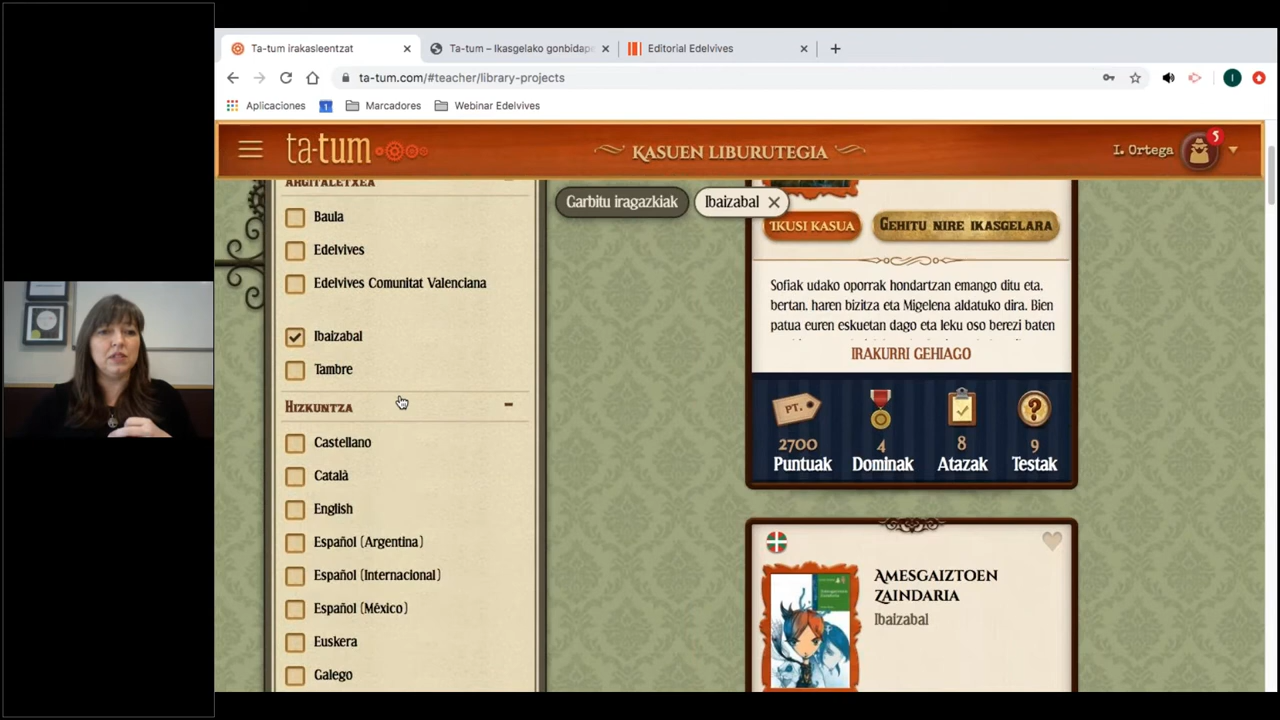 Ta-tum irakasleentzat
Ta-tum – Ikasgelako gonbidape
Editorial Edelvives
ta-tum.com/#teacher/library-projects
Aplicaciones
1
Marcadores
Webinar Edelvives
ta-tum
KASUEN LIBURUTEGIA
I. Ortega
5
ARGITALETXEA
Baula
Edelvives
Edelvives Comunitat Valenciana
Ibaizabal
Tambre
HIZKUNTZA
Castellano
Català
English
Español (Argentina)
Español (Internacional)
Español (México)
Euskera
Galego
Garbitu iragazkiak
Ibaizabal
IKUSI KASUA
GEHITU NIRE IKASGELARA
Sofiak udako oporrak hondartzan emango ditu eta,
bertan, haren bizitza eta Migelena aldatuko dira. Bien
patua euren eskuetan dago eta leku oso berezi baten
IRAKURRI GEHIAGO
PT.
2700
Puntuak
4
Dominak
8
Atazak
?
9
Testak
AMESGAIZTOEN
ZAINDARIA
Ibaizabal